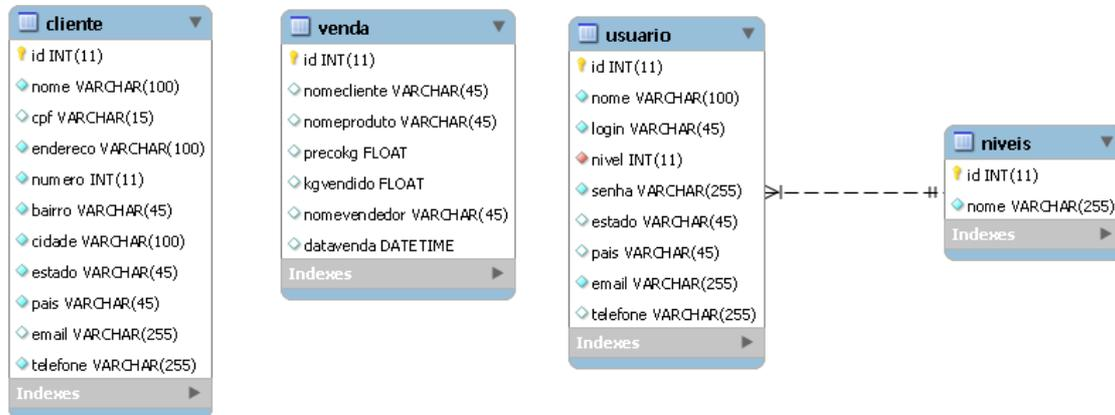 cliente
id INT(11)
nome VARCHAR(100)
cpf VARCHAR(15)
endereco VARCHAR(100)
numero INT(11)
bairro VARCHAR(45)
cidade VARCHAR(100)
estado VARCHAR(45)
pais VARCHAR(45)
email VARCHAR(255)
telefone VARCHAR(255)
Indexes
venda
id INT(11)
nomecliente VARCHAR(45)
nomeproduto VARCHAR(45)
precokg FLOAT
kgvendido FLOAT
nomevendedor VARCHAR(45)
datavenda DATETIME
Indexes
usuario
id INT(11)
nome VARCHAR(100)
login VARCHAR(45)
nivel INT(11)
senha VARCHAR(255)
estado VARCHAR(45)
pais VARCHAR(45)
email VARCHAR(255)
telefone VARCHAR(255)
Indexes
niveis
id INT(11)
nome VARCHAR(255)
Indexes